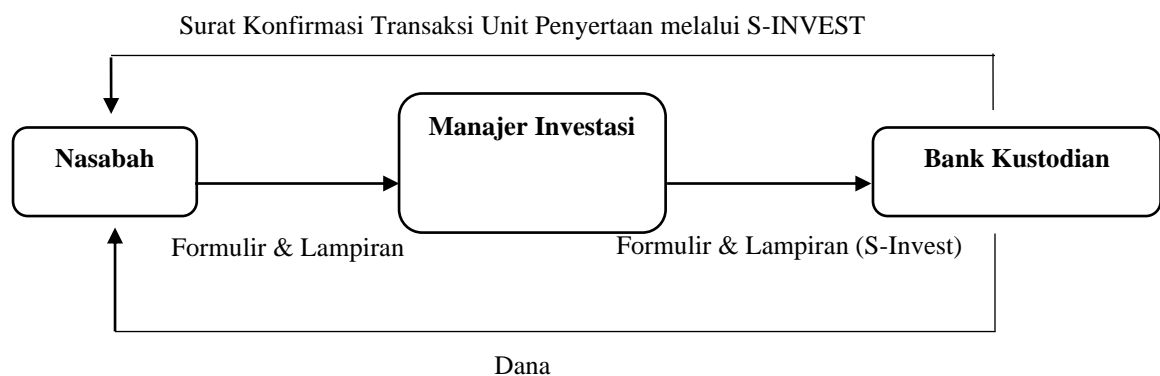 Surat Konfirmasi Transaksi Unit Penyertaan melalui S-INVEST
Nasabah
Manajer Investasi
Bank Kustodian
Formulir & Lampiran
Formulir & Lampiran (S-Invest)
Dana